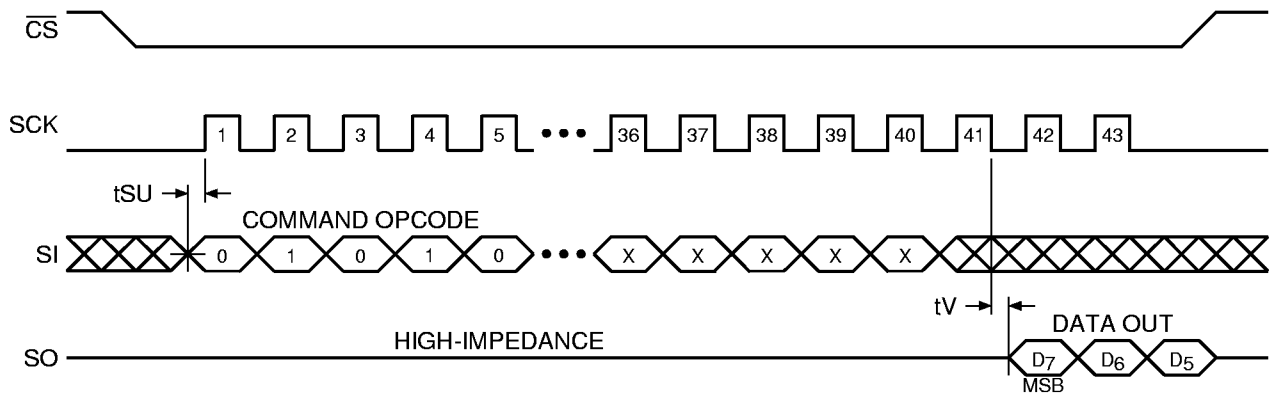 CS
SCK 1 2 3 4 5 ••• 36 37 38 39 40 41 42 43
tSU
COMMAND OPCODE
SI 0 1 0 1 0 ••• X X X X X
tV
DATA OUT
HIGH-IMPEDANCE
SO D7 D6 D5
MSB